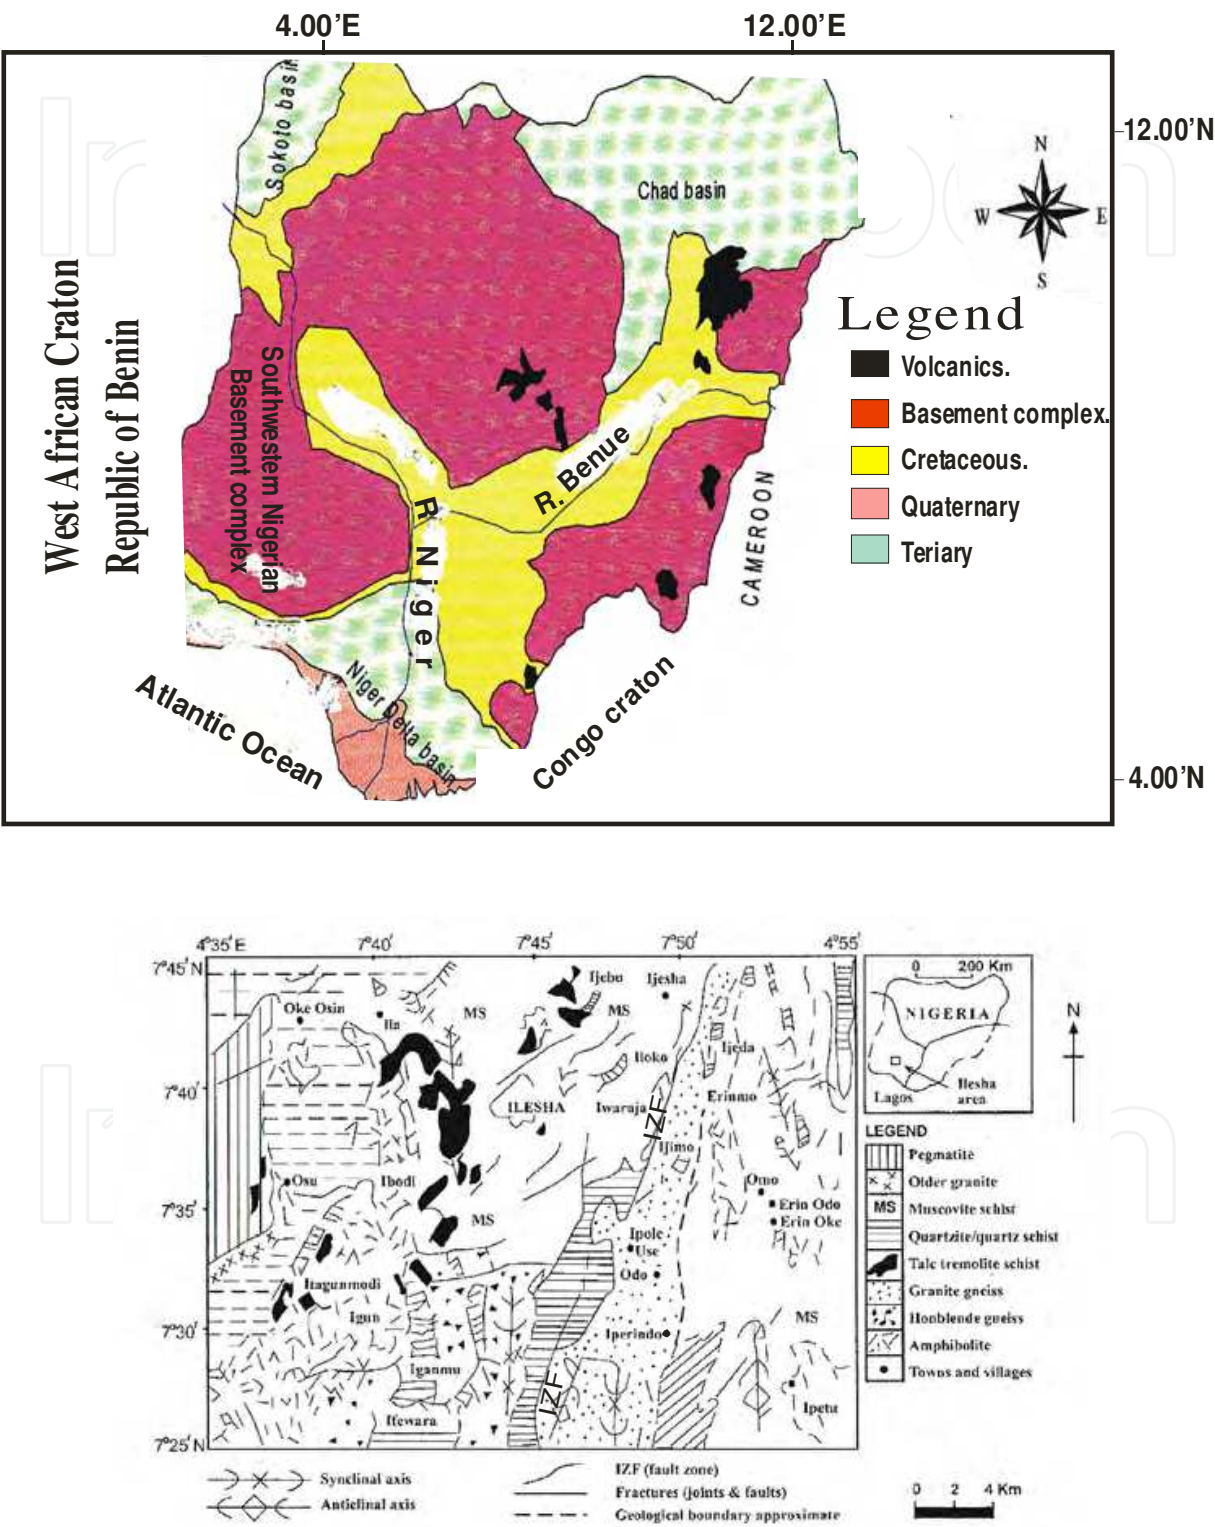 4.00’E
12.00’E
12.00’N
4.00’N
Sokoto basin
Chad basin
N
W
E
S
West African Craton
Republic of Benin
Southwestern Nigerian
Basement complex
R. Benue
R Niger
CAMEROON
Niger Delta basin
Atlantic Ocean
Congo craton
Legend
Volcanics.
Basement complex.
Cretaceous.
Quaternary
Teriary
4°35'E
7°40'
7°45'
7°50'
4°55'
7°45'N
7°40'
7°35'
7°30'
7°25'N
Oke Osin
Ila
MS
Ijebu
Ijesha
MS
Iloko
Ijeda
ILESHA
Iwaraja
IZF
Erinmo
Ijimo
Osu
Ibodi
MS
Omo
Erin Odo
Erin Oke
Ipole
Use
Odo
Itagunmodi
Igun
Iperindo
MS
Iganmu
IZF
Ipetu
Ifewara
0 200 Km
NIGERIA
Lagos
Ilesha
area
N
LEGEND
Pegmatite
Older granite
MS Muscovite schist
Quartzite/quartz schist
Talc tremolite schist
Granite gneiss
Honblende gneiss
Amphibolite
Towns and villages
Synclinal axis
Anticlinal axis
IZF (fault zone)
Fractures (joints & faults)
Geological boundary approximate
0 2 4 Km